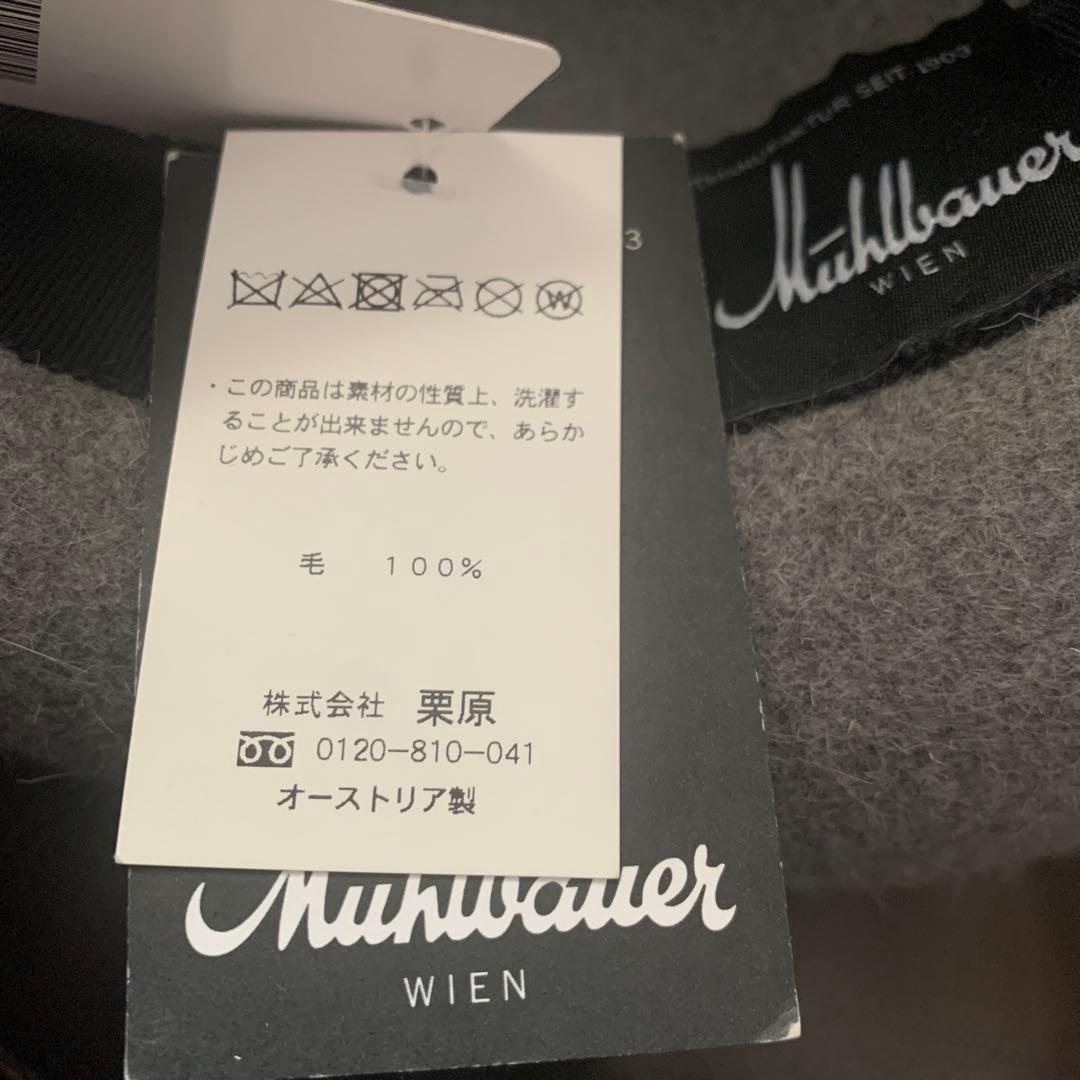 SEIT 1903
Mühlbauer
WIEN
3
W
・この商品は素材の性質上、洗濯す
ることが出来ませんので、あらか
じめご了承ください。
毛 100%
株式会社 栗原
0120-810-041
オーストリア製
Mühlbauer
WIEN